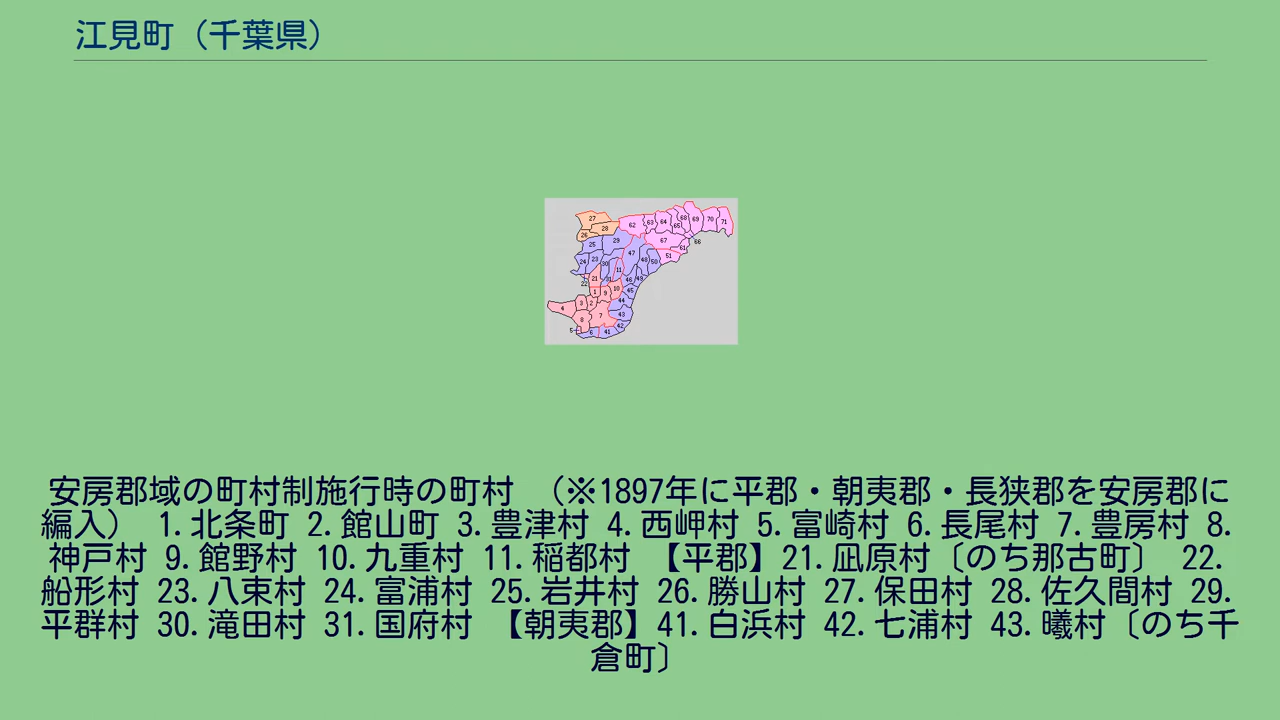 江見町（千葉県）
安房郡域の町村制施行時の町村 （※1897年に平郡・朝夷郡・長狭郡を安房郡に
編入） 1.北条町 2.館山町 3.豊津村 4.西岬村 5.富崎村 6.長尾村 7.豊房村 8.
神戸村 9.館野村 10.九重村 11.稲都村 【平郡】21.凪原村〔のち那古町〕 22.
船形村 23.八束村 24.富浦村 25.岩井村 26.勝山村 27.保田村 28.佐久間村 29.
平群村 30.滝田村 31.国府村 【朝夷郡】41.白浜村 42.七浦村 43.曦村〔のち千
倉町〕